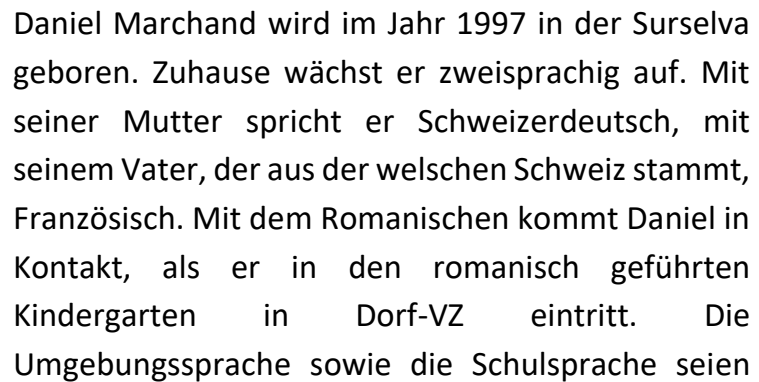 Daniel Marchand wird im Jahr 1997 in der Surselva
geboren. Zuhause wächst er zweisprachig auf. Mit
seiner Mutter spricht er Schweizerdeutsch, mit
seinem Vater, der aus der welschen Schweiz stammt,
Französisch. Mit dem Romanischen kommt Daniel in
Kontakt, als er in den romanisch geführten
Kindergarten in Dorf-VZ eintritt. Die
Umgebungssprache sowie die Schulsprache seien